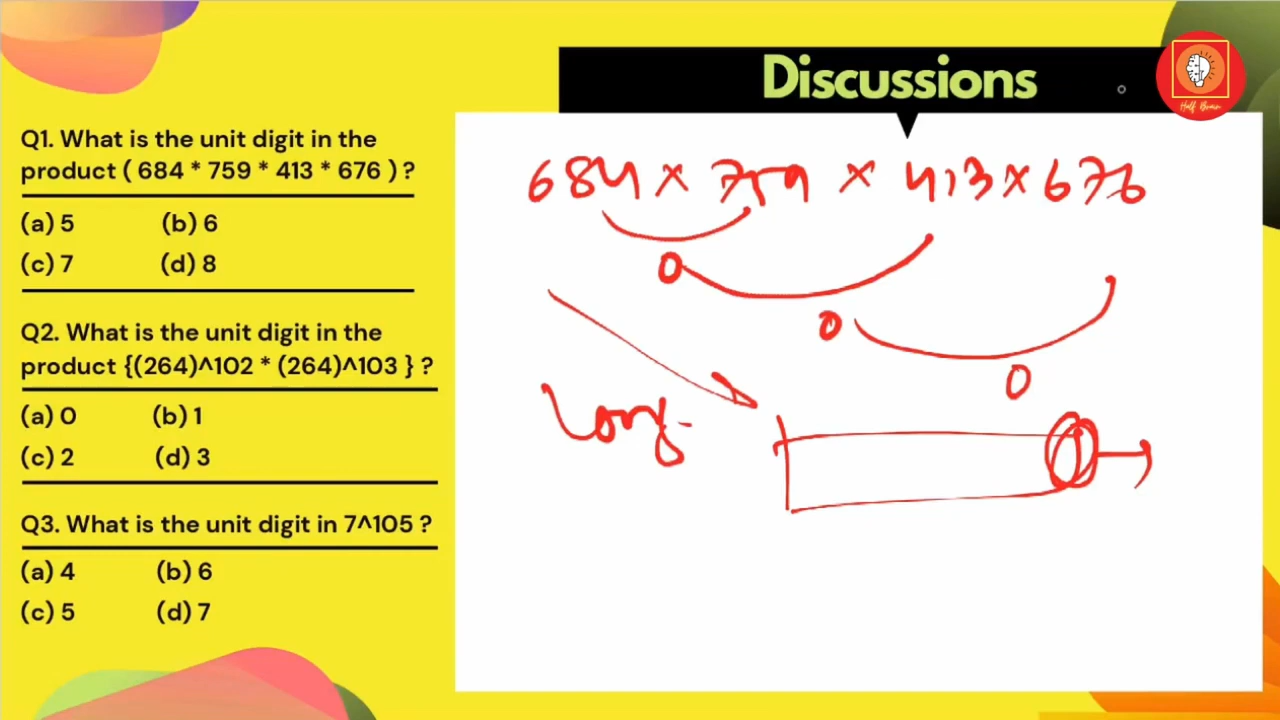 Discussions
Half Brain
Q1. What is the unit digit in the
product ( 684 * 759 * 413 * 676 ) ?
(a) 5 (b) 6
(c) 7 (d) 8
Q2. What is the unit digit in the
product {(264)^102 * (264)^103 } ?
(a) 0 (b) 1
(c) 2 (d) 3
Q3. What is the unit digit in 7^105 ?
(a) 4 (b) 6
(c) 5 (d) 7
684 × 759 × 413 × 676
0
0
0